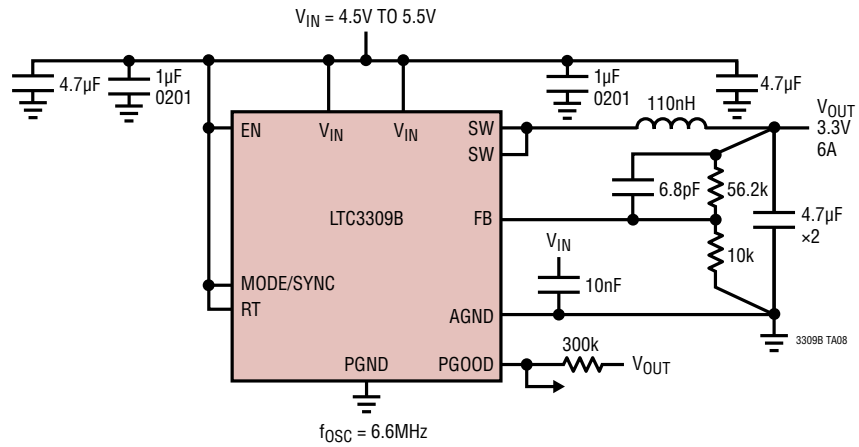 V_IN = 4.5V TO 5.5V
4.7µF
1µF
0201
1µF
0201
4.7µF
110nH
V_OUT
3.3V
6A
EN
V_IN
V_IN
SW
SW
6.8pF
56.2k
4.7µF
×2
LTC3309B
FB
V_IN
10k
10nF
MODE/SYNC
RT
AGND
3309B TA08
300k
PGND
PGOOD
V_OUT
f_OSC = 6.6MHz